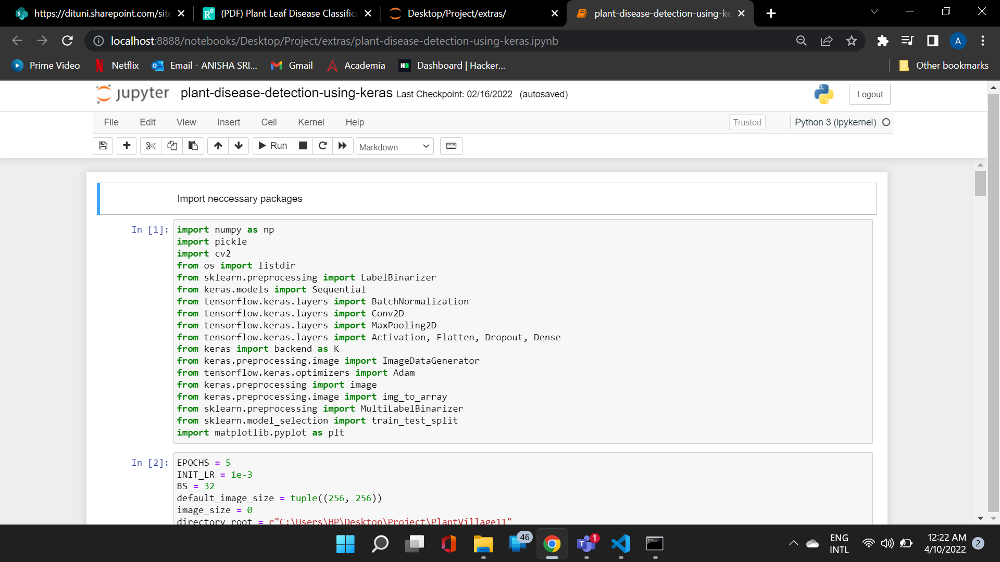 https://dituni.sharepoint.com/site
(PDF) Plant Leaf Disease Classific
Desktop/Project/extras/
plant-disease-detection-using-ke
localhost:8888/notebooks/Desktop/Project/extras/plant-disease-detection-using-keras.ipynb
A
Prime Video
Netflix
Email - ANISHA SRI...
Gmail
Academia
Dashboard | Hacker...
Other bookmarks
jupyter plant-disease-detection-using-keras Last Checkpoint: 02/16/2022 (autosaved)
Logout
File Edit View Insert Cell Kernel Help
Trusted
Python 3 (ipykernel)
Run
Markdown
Import neccessary packages
In [1]:
import numpy as np
import pickle
import cv2
from os import listdir
from sklearn.preprocessing import LabelBinarizer
from keras.models import Sequential
from tensorflow.keras.layers import BatchNormalization
from tensorflow.keras.layers import Conv2D
from tensorflow.keras.layers import MaxPooling2D
from tensorflow.keras.layers import Activation, Flatten, Dropout, Dense
from keras import backend as K
from keras.preprocessing.image import ImageDataGenerator
from tensorflow.keras.optimizers import Adam
from keras.preprocessing import image
from keras.preprocessing.image import img_to_array
from sklearn.preprocessing import MultiLabelBinarizer
from sklearn.model_selection import train_test_split
import matplotlib.pyplot as plt
In [2]:
EPOCHS = 5
INIT_LR = 1e-3
BS = 32
default_image_size = tuple((256, 256))
image_size = 0
directory_root = r"C:\Users\HP\Desktop\Project\PlantVillage11"
46
1
ENG
INTL
12:22 AM
4/10/2022
2